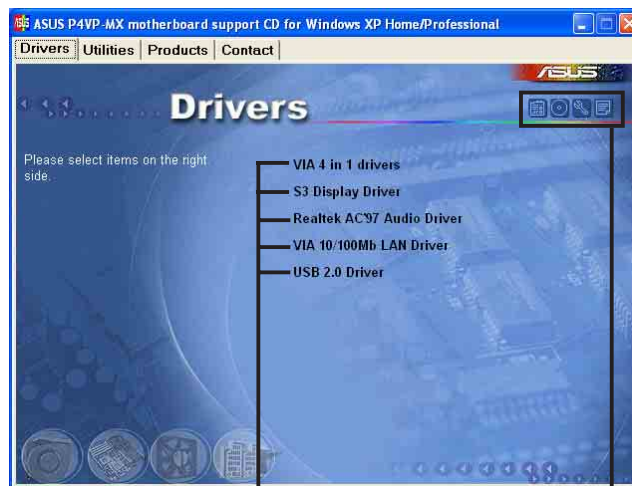 ASUS P4VP-MX motherboard support CD for Windows XP Home/Professional
Drivers Utilities Products Contact
ASUS
Drivers
Please select items on the right
side.
VIA 4 in 1 drivers
S3 Display Driver
Realtek AC'97 Audio Driver
VIA 10/100Mb LAN Driver
USB 2.0 Driver